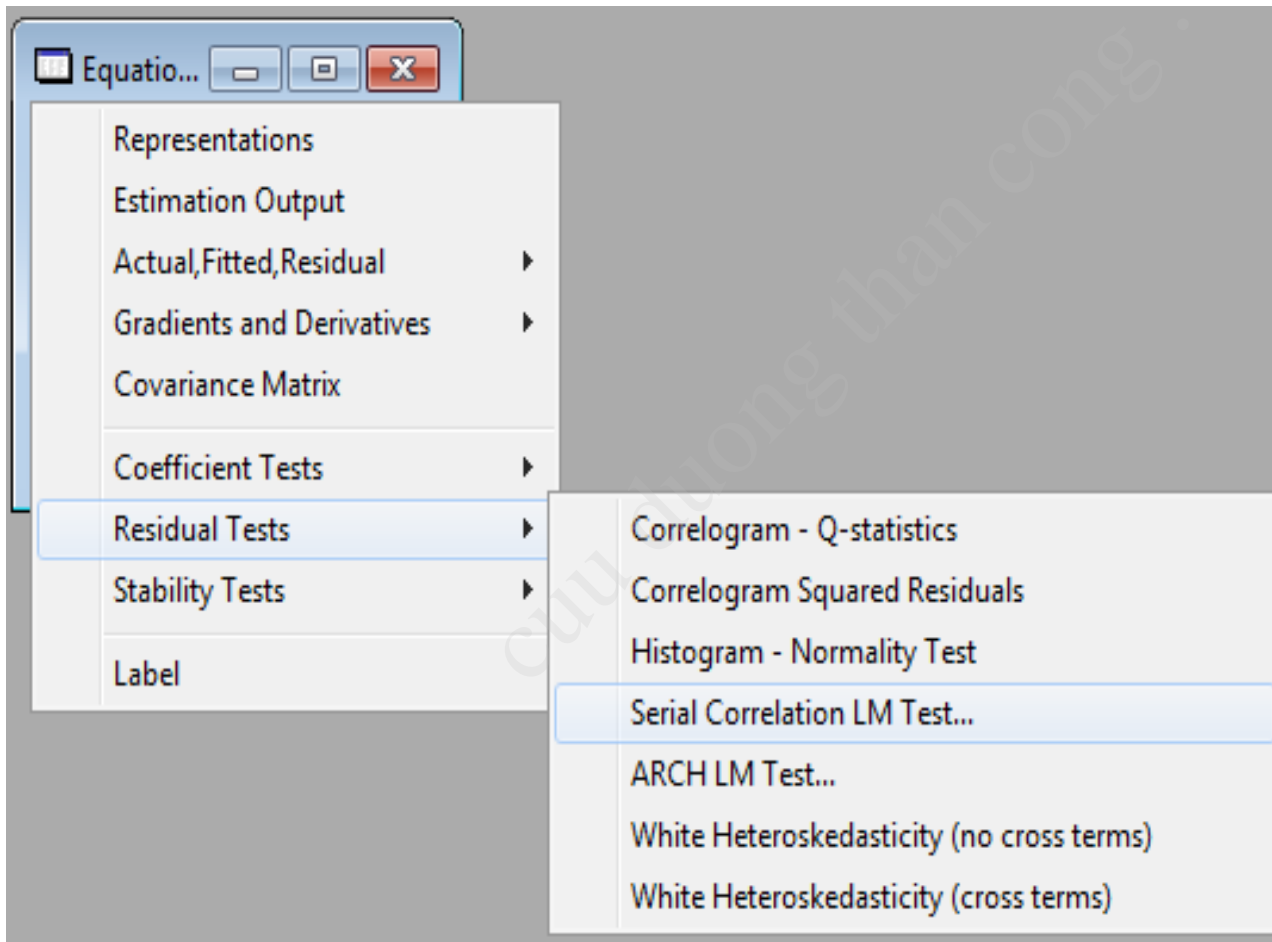 Equatio...
Representations
Estimation Output
Actual,Fitted,Residual
Gradients and Derivatives
Covariance Matrix
Coefficient Tests
Residual Tests
Stability Tests
Label
Correlogram - Q-statistics
Correlogram Squared Residuals
Histogram - Normality Test
Serial Correlation LM Test...
ARCH LM Test...
White Heteroskedasticity (no cross terms)
White Heteroskedasticity (cross terms)
cuu duong than cong .